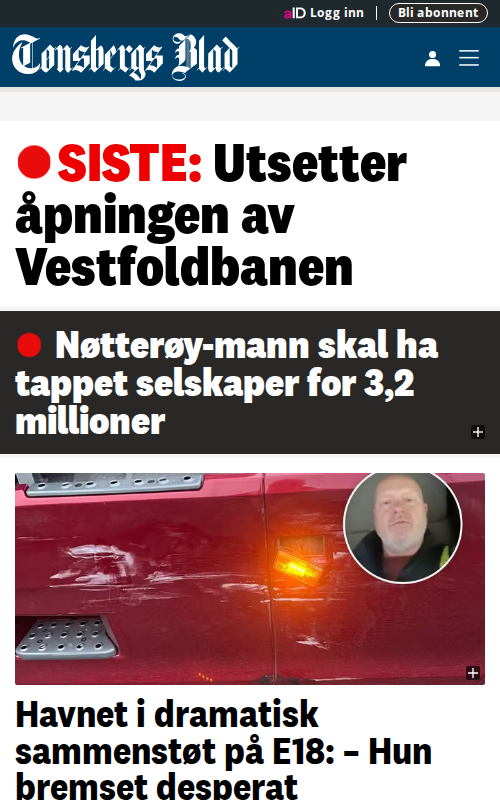 aID Logg inn
Bli abonnent
Tønsbergs Blad
SISTE: Utsetter
åpningen av
Vestfoldbanen
Nøtterøy-mann skal ha
tappet selskaper for 3,2
millioner
Havnet i dramatisk
sammenstøt på E18: – Hun
bremset desperat